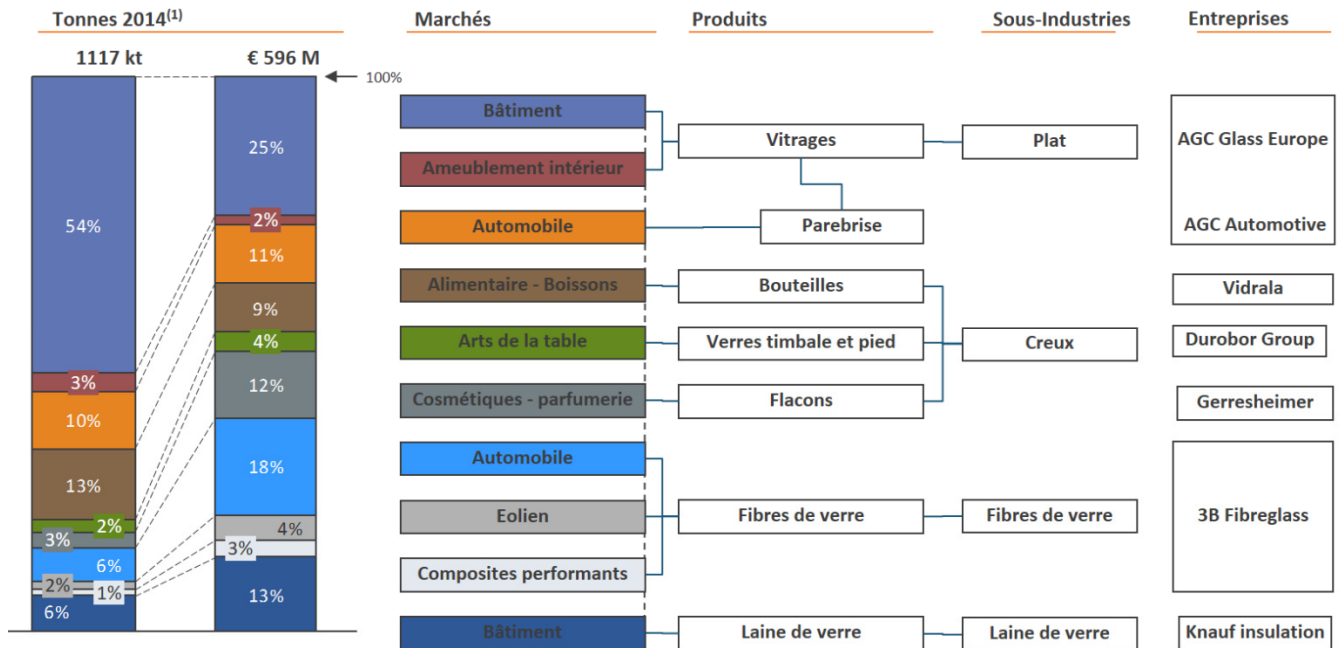 Tonnes 2014(1)
Marchés
Produits
Sous-Industries
Entreprises
1117 kt
€ 596 M
100%
54%
3%
10%
13%
2%
3%
6%
2%
1%
6%
25%
2%
11%
9%
4%
12%
18%
4%
3%
13%
Bâtiment
Ameublement intérieur
Automobile
Alimentaire - Boissons
Arts de la table
Cosmétiques - parfumerie
Automobile
Eolien
Composites performants
Bâtiment
Vitrages
Parebrise
Bouteilles
Verres timbale et pied
Flacons
Fibres de verre
Laine de verre
Plat
Creux
Fibres de verre
Laine de verre
AGC Glass Europe
AGC Automotive
Vidrala
Durobor Group
Gerresheimer
3B Fibreglass
Knauf insulation